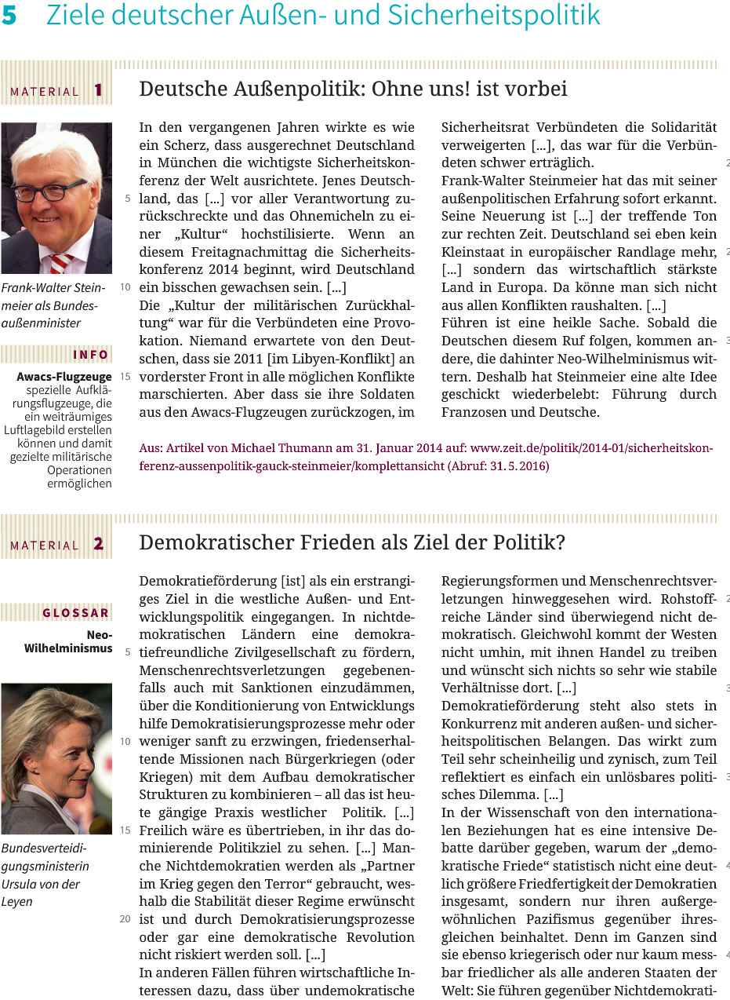 5 Ziele deutscher Außen- und Sicherheitspolitik
MATERIAL 1
Deutsche Außenpolitik: Ohne uns! ist vorbei
Frank-Walter Stein-
meier als Bundes-
außenminister
INFO
Awacs-Flugzeuge
spezielle Aufklä-
rungsflugzeuge, die
ein weiträumiges
Luftlagebild erstellen
können und damit
gezielte militärische
Operationen
ermöglichen
In den vergangenen Jahren wirkte es wie
ein Scherz, dass ausgerechnet Deutschland
in München die wichtigste Sicherheitskon-
ferenz der Welt ausrichtete. Jenes Deutsch-
5 land, das [...] vor aller Verantwortung zu-
rückschreckte und das Ohnemicheln zu ei-
ner „Kultur“ hochstilisierte. Wenn an
diesem Freitagnachmittag die Sicherheits-
konferenz 2014 beginnt, wird Deutschland
10 ein bisschen gewachsen sein. [...]
Die „Kultur der militärischen Zurückhal-
tung“ war für die Verbündeten eine Provo-
kation. Niemand erwartete von den Deut-
schen, dass sie 2011 [im Libyen-Konflikt] an
15 vorderster Front in alle möglichen Konflikte
marschierten. Aber dass sie ihre Soldaten
aus den Awacs-Flugzeugen zurückzogen, im
Sicherheitsrat Verbündeten die Solidarität
verweigerten [...], das war für die Verbün-
deten schwer erträglich.
Frank-Walter Steinmeier hat das mit seiner
außenpolitischen Erfahrung sofort erkannt.
Seine Neuerung ist [...] der treffende Ton
zur rechten Zeit. Deutschland sei eben kein
Kleinstaat in europäischer Randlage mehr,
[...] sondern das wirtschaftlich stärkste
Land in Europa. Da könne man sich nicht
aus allen Konflikten raushalten. [...]
Führen ist eine heikle Sache. Sobald die
Deutschen diesem Ruf folgen, kommen an-
dere, die dahinter Neo-Wilhelminismus wit-
tern. Deshalb hat Steinmeier eine alte Idee
geschickt wiederbelebt: Führung durch
Franzosen und Deutsche.
Aus: Artikel von Michael Thumann am 31. Januar 2014 auf: www.zeit.de/politik/2014-01/sicherheitskon-
ferenz-aussenpolitik-gauck-steinmeier/komplettansicht (Abruf: 31.5.2016)
MATERIAL 2
Demokratischer Frieden als Ziel der Politik?
GLOSSAR
Neo-
Wilhelminismus
Bundesverteidi-
gungsministerin
Ursula von der
Leyen
Demokratieförderung [ist] als ein erstrangi-
ges Ziel in die westliche Außen- und Ent-
wicklungspolitik eingegangen. In nichtde-
mokratischen Ländern eine demokra-
5 tiefreundliche Zivilgesellschaft zu fördern,
Menschenrechtsverletzungen gegebenen-
falls auch mit Sanktionen einzudämmen,
über die Konditionierung von Entwicklungs
hilfe Demokratisierungsprozesse mehr oder
10 weniger sanft zu erzwingen, friedenserhal-
tende Missionen nach Bürgerkriegen (oder
Kriegen) mit dem Aufbau demokratischer
Strukturen zu kombinieren – all das ist heu-
te gängige Praxis westlicher Politik. [...]
15 Freilich wäre es übertrieben, in ihr das do-
minierende Politikziel zu sehen. [...] Man-
che Nichtdemokratien werden als „Partner
im Krieg gegen den Terror“ gebraucht, wes-
halb die Stabilität dieser Regime erwünscht
20 ist und durch Demokratisierungsprozesse
oder gar eine demokratische Revolution
nicht riskiert werden soll. [...]
In anderen Fällen führen wirtschaftliche In-
teressen dazu, dass über undemokratische
Regierungsformen und Menschenrechtsver-
letzungen hinweggesehen wird. Rohstoff-
reiche Länder sind überwiegend nicht de-
mokratisch. Gleichwohl kommt der Westen
nicht umhin, mit ihnen Handel zu treiben
und wünscht sich nichts so sehr wie stabile
Verhältnisse dort. [...]
Demokratieförderung steht also stets in
Konkurrenz mit anderen außen- und sicher-
heitspolitischen Belangen. Das wirkt zum
Teil sehr scheinheilig und zynisch, zum Teil
reflektiert es einfach ein unlösbares politi-
sches Dilemma. [...]
In der Wissenschaft von den internationa-
len Beziehungen hat es eine intensive De-
batte darüber gegeben, warum der „demo-
kratische Friede“ statistisch nicht eine deut-
lich größere Friedfertigkeit der Demokratien
insgesamt, sondern nur ihren außerge-
wöhnlichen Pazifismus gegenüber ihres-
gleichen beinhaltet. Denn im Ganzen sind
sie ebenso kriegerisch oder nur kaum mess-
bar friedlicher als alle anderen Staaten der
Welt: Sie führen gegenüber Nichtdemokrati-